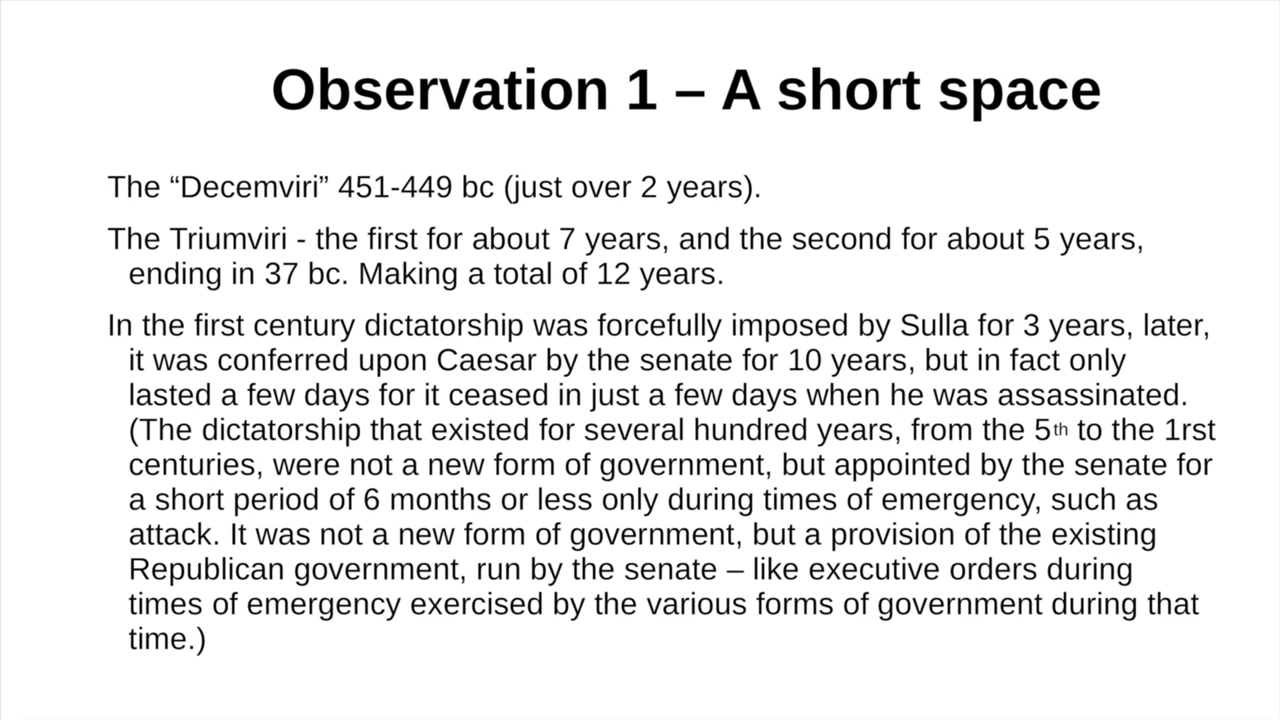 Observation 1 – A short space
The “Decemviri” 451-449 bc (just over 2 years).
The Triumviri - the first for about 7 years, and the second for about 5 years,
ending in 37 bc. Making a total of 12 years.
In the first century dictatorship was forcefully imposed by Sulla for 3 years, later,
it was conferred upon Caesar by the senate for 10 years, but in fact only
lasted a few days for it ceased in just a few days when he was assassinated.
(The dictatorship that existed for several hundred years, from the 5th to the 1rst
centuries, were not a new form of government, but appointed by the senate for
a short period of 6 months or less only during times of emergency, such as
attack. It was not a new form of government, but a provision of the existing
Republican government, run by the senate – like executive orders during
times of emergency exercised by the various forms of government during that
time.)